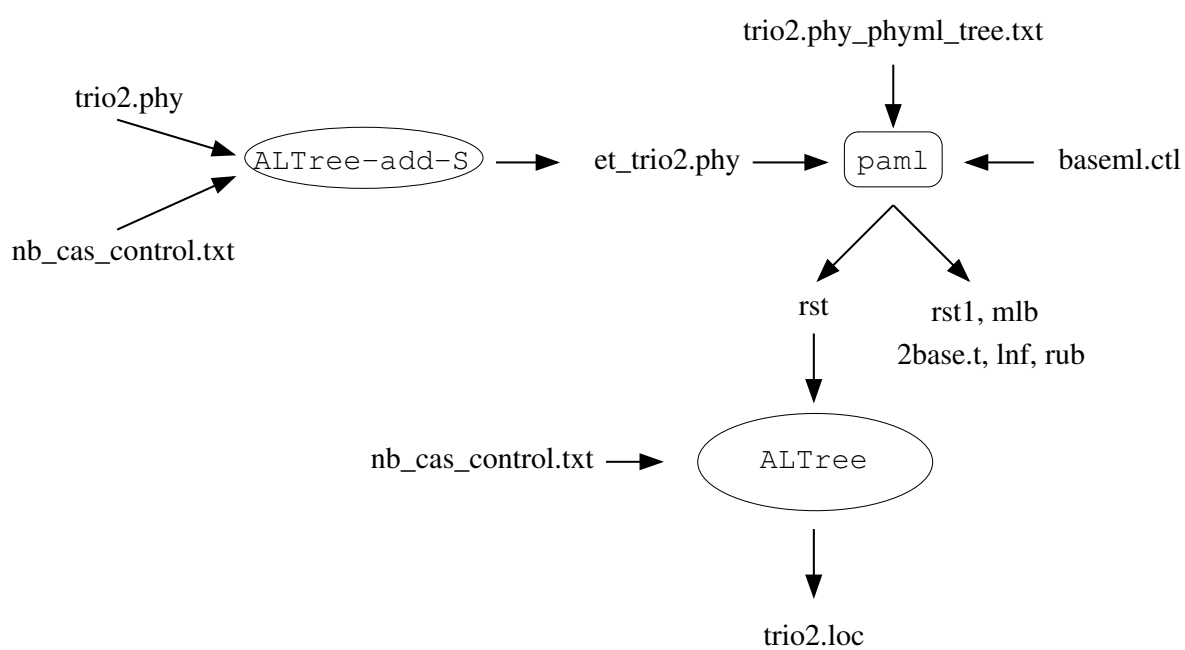 trio2.phy_phyml_tree.txt
trio2.phy
ALTree-add-S
et_trio2.phy
paml
baseml.ctl
nb_cas_control.txt
rst
rst1, mlb
2base.t, lnf, rub
nb_cas_control.txt
ALTree
trio2.loc